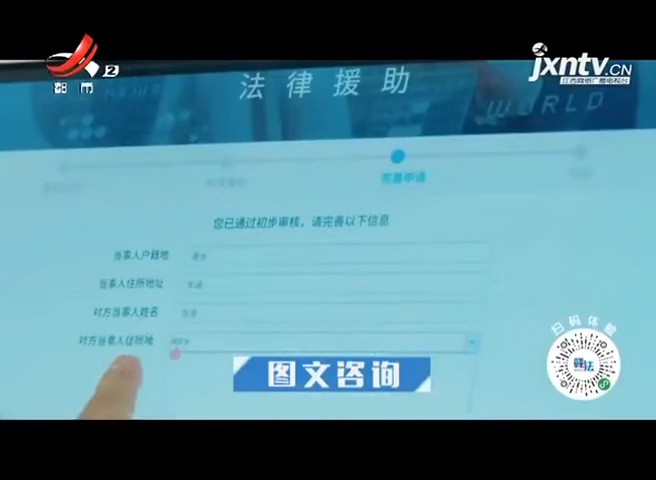 2
都市
jxntv.CN
江西网络广播电视台
NEWS
法律援助
WORLD
完善申请
您已通过初步审核,请完善以下信息
当事人户籍地
当事人住所地址
对方当事人姓名
对方当事人住所地
图文咨询
扫码体验